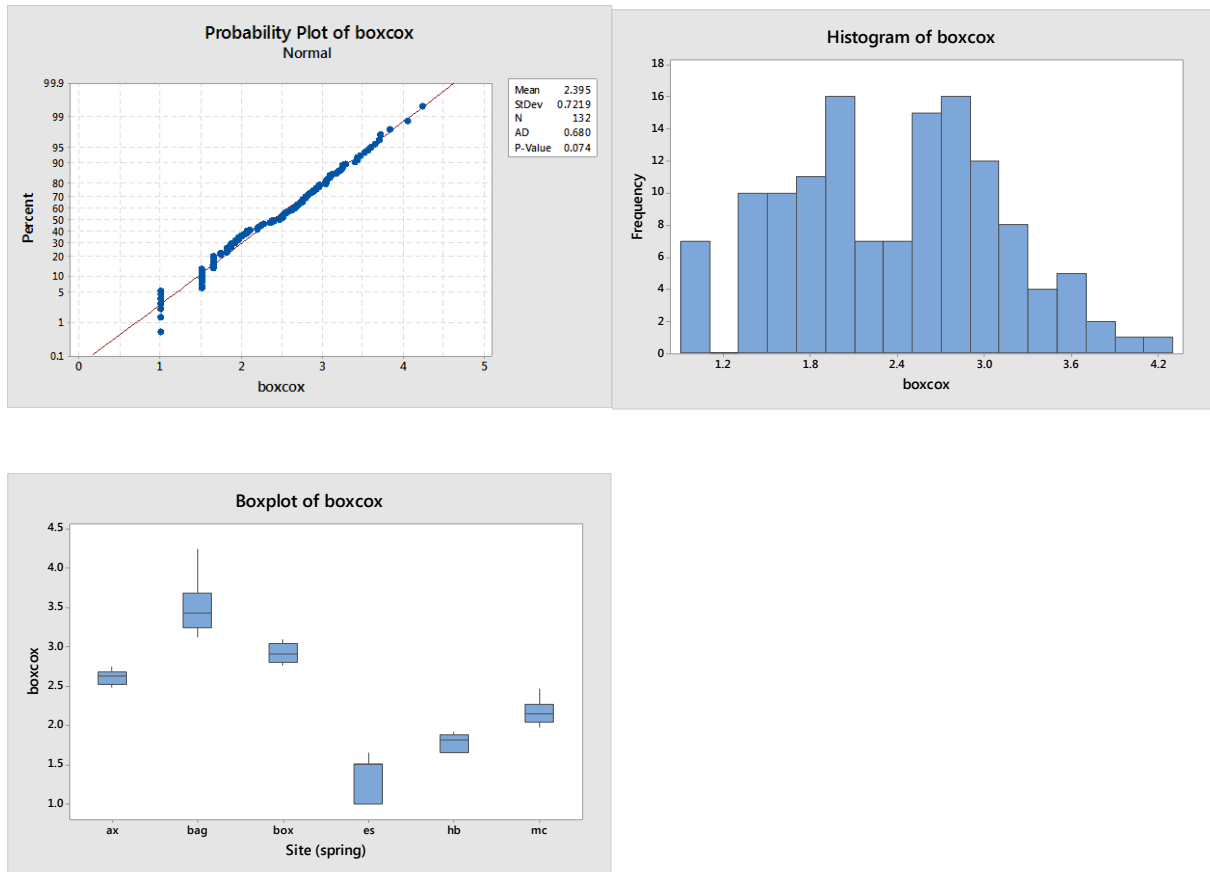 Probability Plot of boxcox
Normal
99.9
99
95
90
80
70
60
50
40
30
20
10
5
1
0.1
Percent
0 1 2 3 4 5
boxcox
Mean 2.395
StDev 0.7219
N 132
AD 0.680
P-Value 0.074
Histogram of boxcox
18
16
14
12
10
8
6
4
2
0
Frequency
1.2 1.8 2.4 3.0 3.6 4.2
boxcox
Boxplot of boxcox
4.5
4.0
3.5
3.0
2.5
2.0
1.5
1.0
boxcox
ax bag box es hb mc
Site (spring)